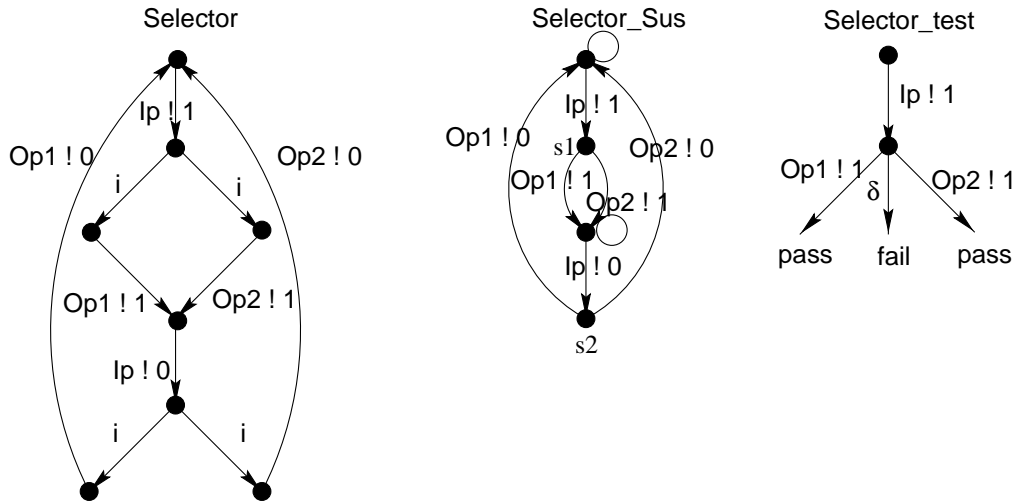 Selector
Ip ! 1
Op1 ! 0
Op2 ! 0
i
i
Op1 ! 1
Op2 ! 1
Ip ! 0
i
i
Selector_Sus
Ip ! 1
Op1 ! 0
s1
Op2 ! 0
Op1 ! 1
Op2 ! 1
Ip ! 0
s2
Selector_test
Ip ! 1
Op1 ! 1
δ
Op2 ! 1
pass
fail
pass